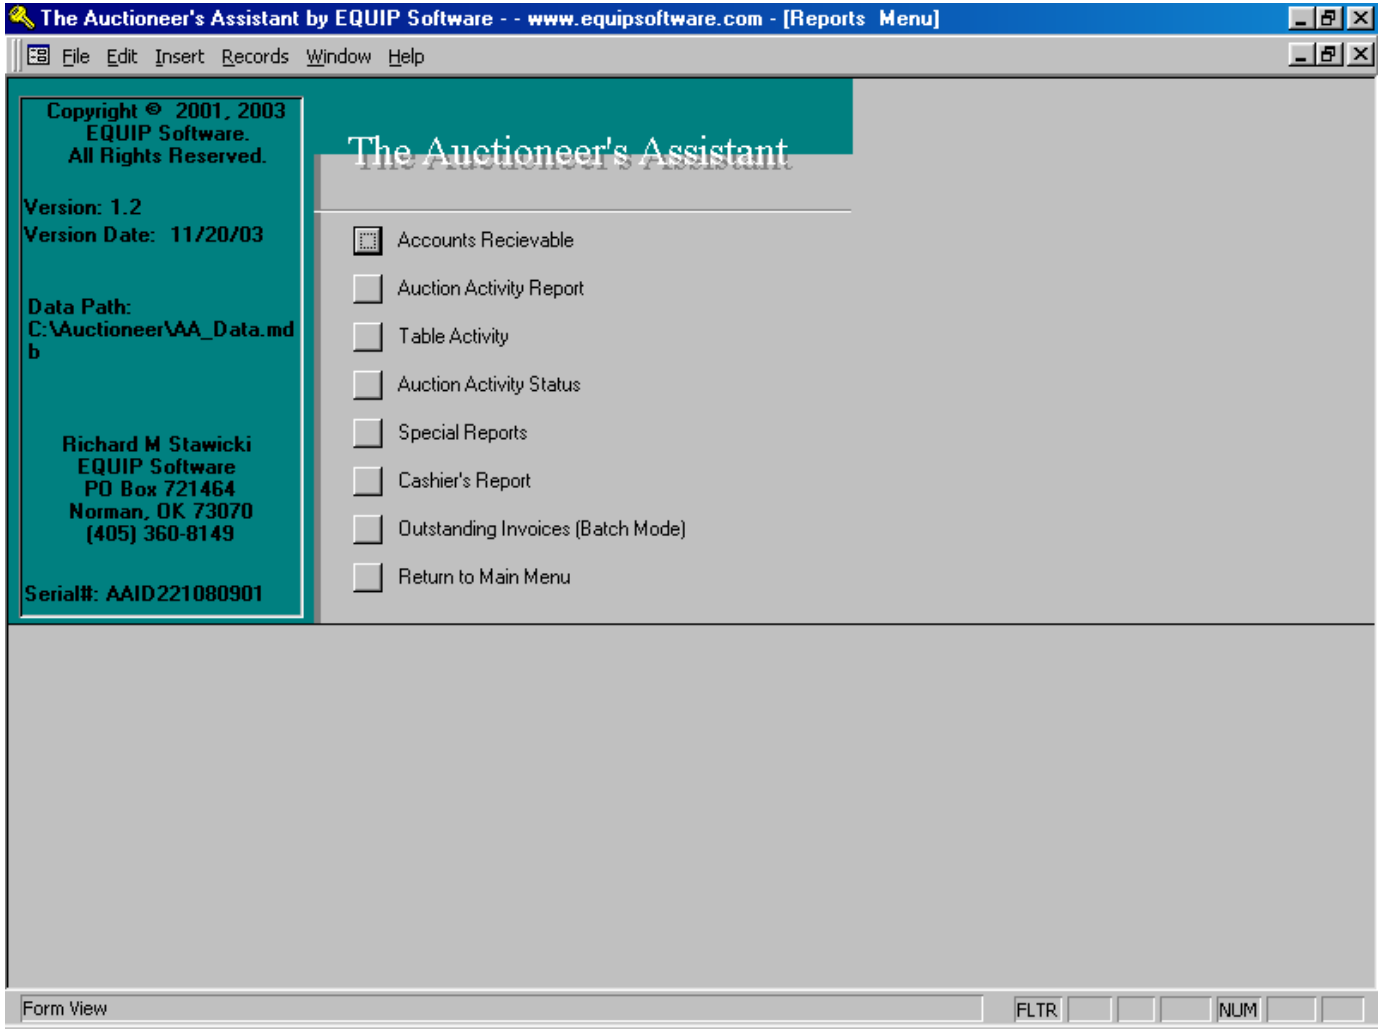 The Auctioneer's Assistant by EQUIP Software - - www.equipsoftware.com - [Reports  Menu]
File Edit Insert Records Window Help
Copyright © 2001, 2003
EQUIP Software.
All Rights Reserved.
Version: 1.2
Version Date: 11/20/03
Data Path:
C:\Auctioneer\AA_Data.md
b
Richard M Stawicki
EQUIP Software
PO Box 721464
Norman, OK 73070
(405) 360-8149
Serial#: AAID221080901
The Auctioneer's Assistant
Accounts Recievable
Auction Activity Report
Table Activity
Auction Activity Status
Special Reports
Cashier's Report
Outstanding Invoices (Batch Mode)
Return to Main Menu
Form View
FLTR
NUM